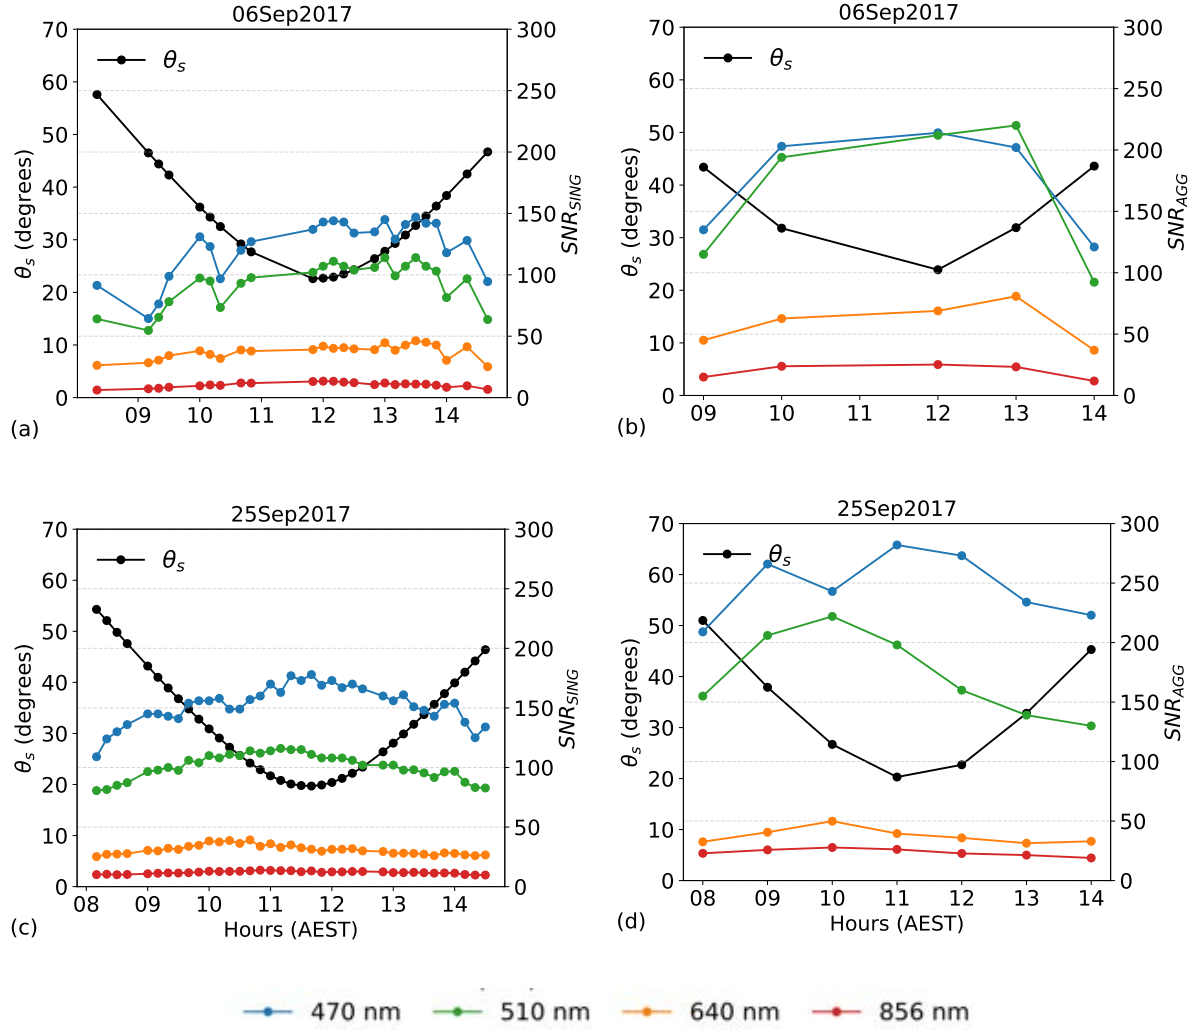 06Sep2017
70
60
50
40
30
20
10
0
θs (degrees)
θs
300
250
200
150
100
50
0
SNRSING
09 10 11 12 13 14
(a)
06Sep2017
70
60
50
40
30
20
10
0
θs (degrees)
θs
300
250
200
150
100
50
0
SNRAGG
09 10 11 12 13 14
(b)
25Sep2017
70
60
50
40
30
20
10
0
θs (degrees)
θs
300
250
200
150
100
50
0
SNRSING
08 09 10 11 12 13 14
Hours (AEST)
(c)
25Sep2017
70
60
50
40
30
20
10
0
θs (degrees)
θs
300
250
200
150
100
50
0
SNRAGG
08 09 10 11 12 13 14
Hours (AEST)
(d)
470 nm 510 nm 640 nm 856 nm